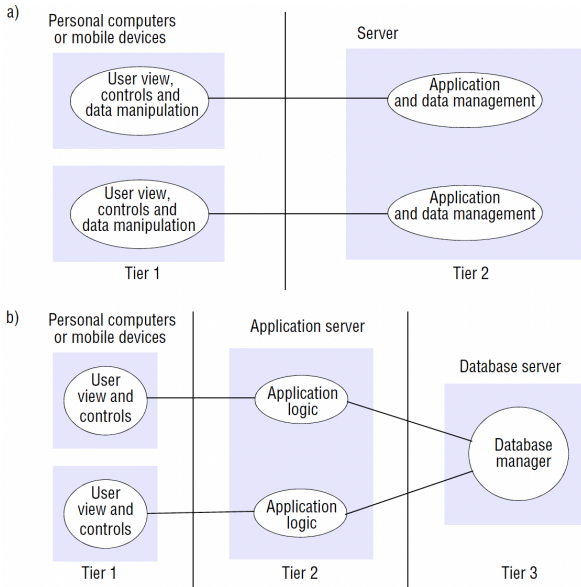 a)
Personal computers
or mobile devices
Server
User view,
controls and
data manipulation
Application
and data management
User view,
controls and
data manipulation
Application
and data management
Tier 1
Tier 2
b)
Personal computers
or mobile devices
Application server
Database server
User
view and
controls
Application
logic
Database
manager
User
view and
controls
Application
logic
Tier 1
Tier 2
Tier 3